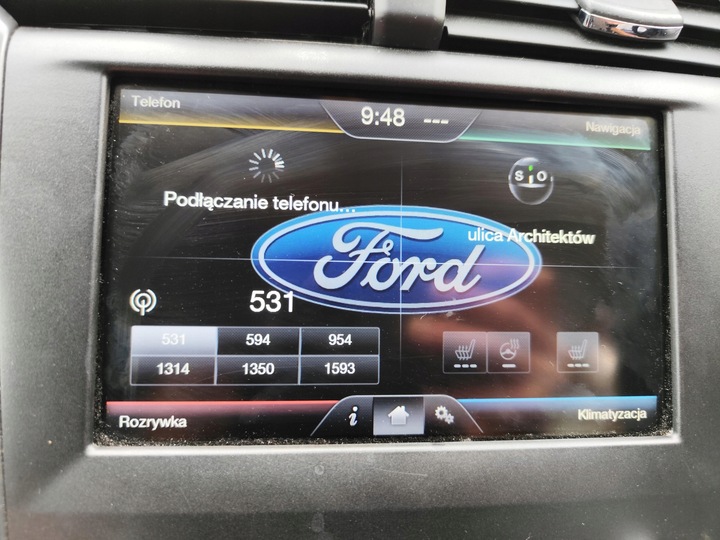 Telefon
9:48 ---
Nawigacja
Podłączanie telefonu...
S O
ulica Architektów
Ford
531
531 594 954
1314 1350 1593
Rozrywka
i
Klimatyzacja